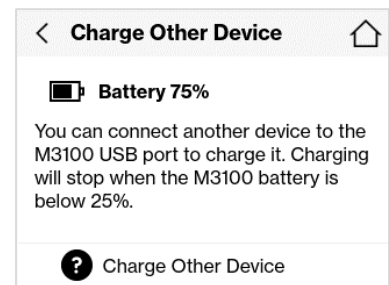 Charge Other Device
Battery 75%
You can connect another device to the
M3100 USB port to charge it. Charging
will stop when the M3100 battery is
below 25%.
? Charge Other Device